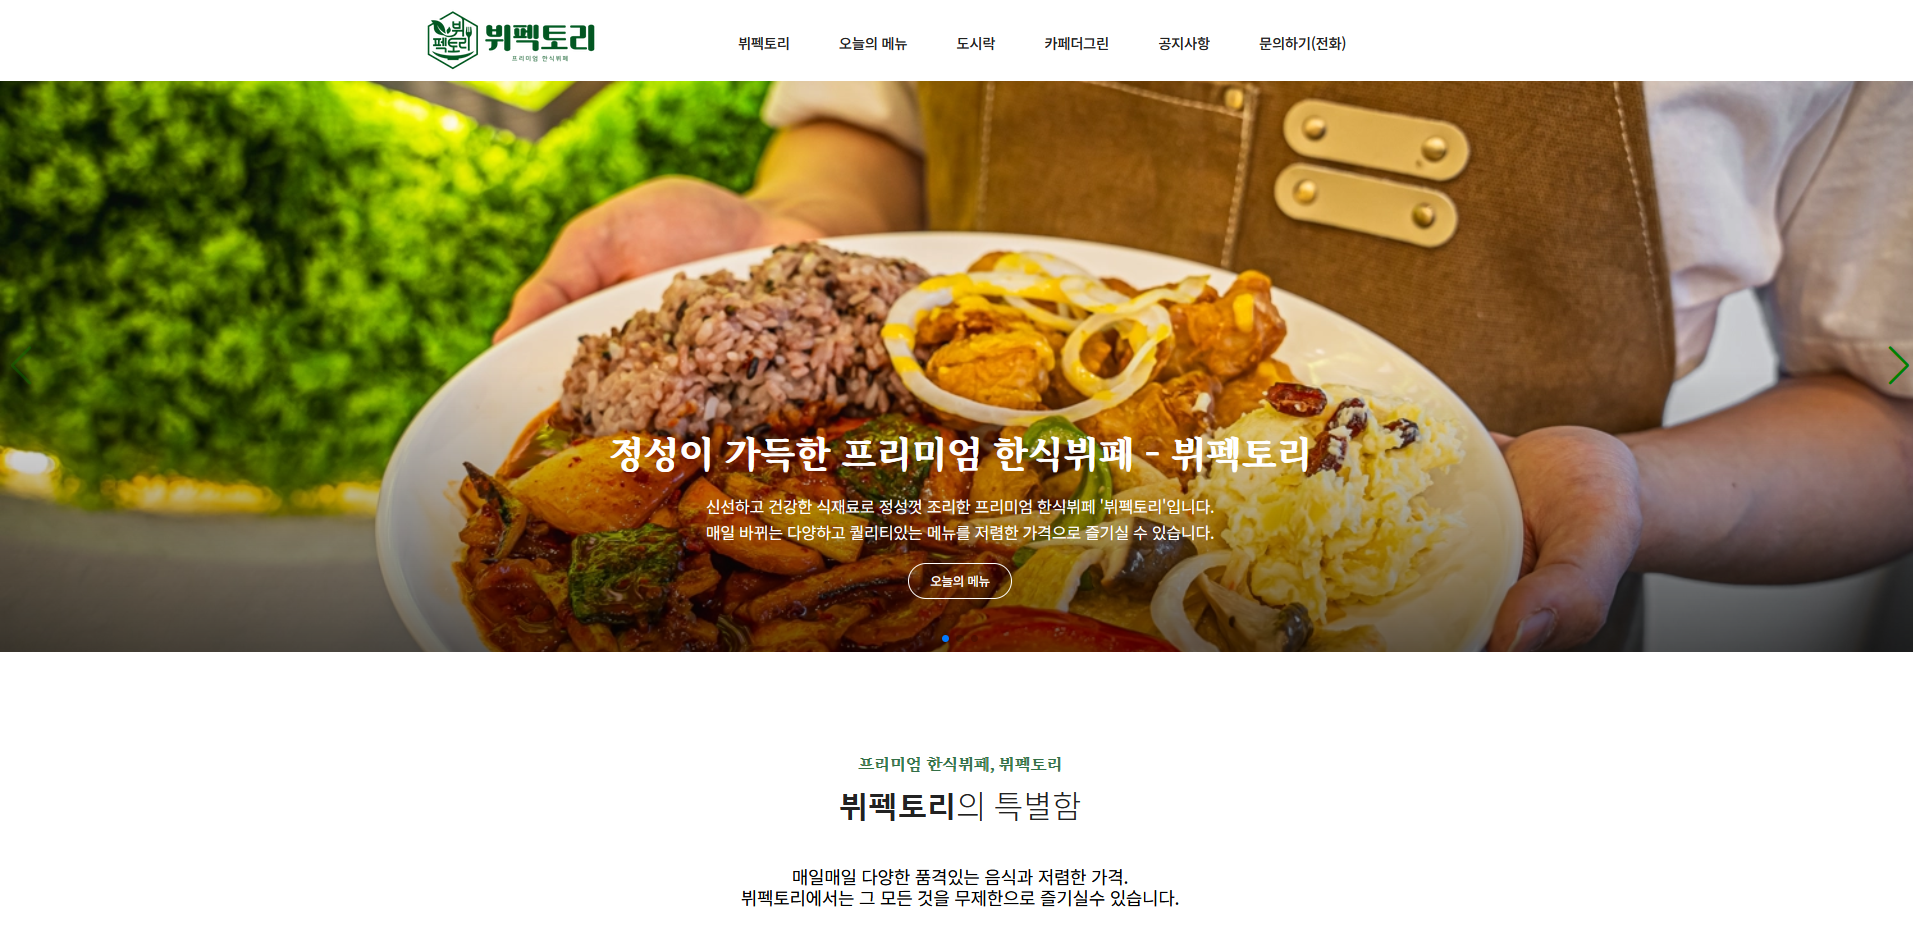 뷔
펙토리
뷔펙토리
프리미엄 한식뷔페
뷔펙토리
오늘의 메뉴
도시락
카페더그린
공지사항
문의하기(전화)
정성이 가득한 프리미엄 한식뷔페 - 뷔펙토리
신선하고 건강한 식재료로 정성껏 조리한 프리미엄 한식뷔페 '뷔펙토리'입니다.
매일 바뀌는 다양하고 퀄리티있는 메뉴를 저렴한 가격으로 즐기실 수 있습니다.
오늘의 메뉴
프리미엄 한식뷔페, 뷔펙토리
뷔펙토리의 특별함
매일매일 다양한 품격있는 음식과 저렴한 가격.
뷔펙토리에서는 그 모든 것을 무제한으로 즐기실수 있습니다.